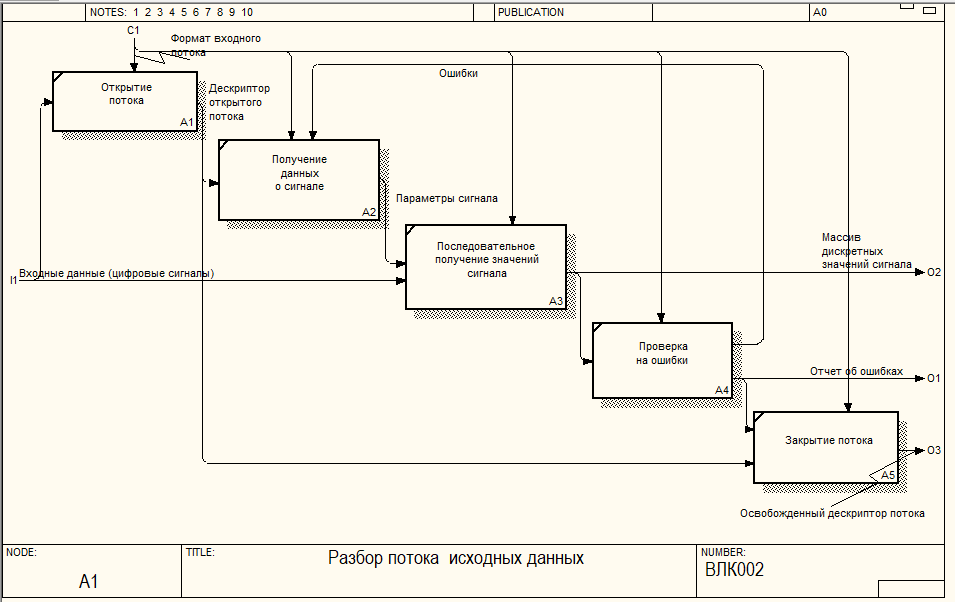 NOTES: 1 2 3 4 5 6 7 8 9 10
PUBLICATION
A0
C1
Формат входного
потока
Ошибки
Открытие
потока
A1
Дескриптор
открытого
потока
Получение
данных
о сигнале
A2
Параметры сигнала
Последовательное
получение значений
сигнала
A3
Массив
дискретных
значений сигнала
O2
I1
Входные данные (цифровые сигналы)
Проверка
на ошибки
A4
Отчет об ошибках
O1
Закрытие потока
A5
O3
Освобожденный дескриптор потока
NODE:
A1
TITLE:
Разбор потока исходных данных
NUMBER:
ВЛК002